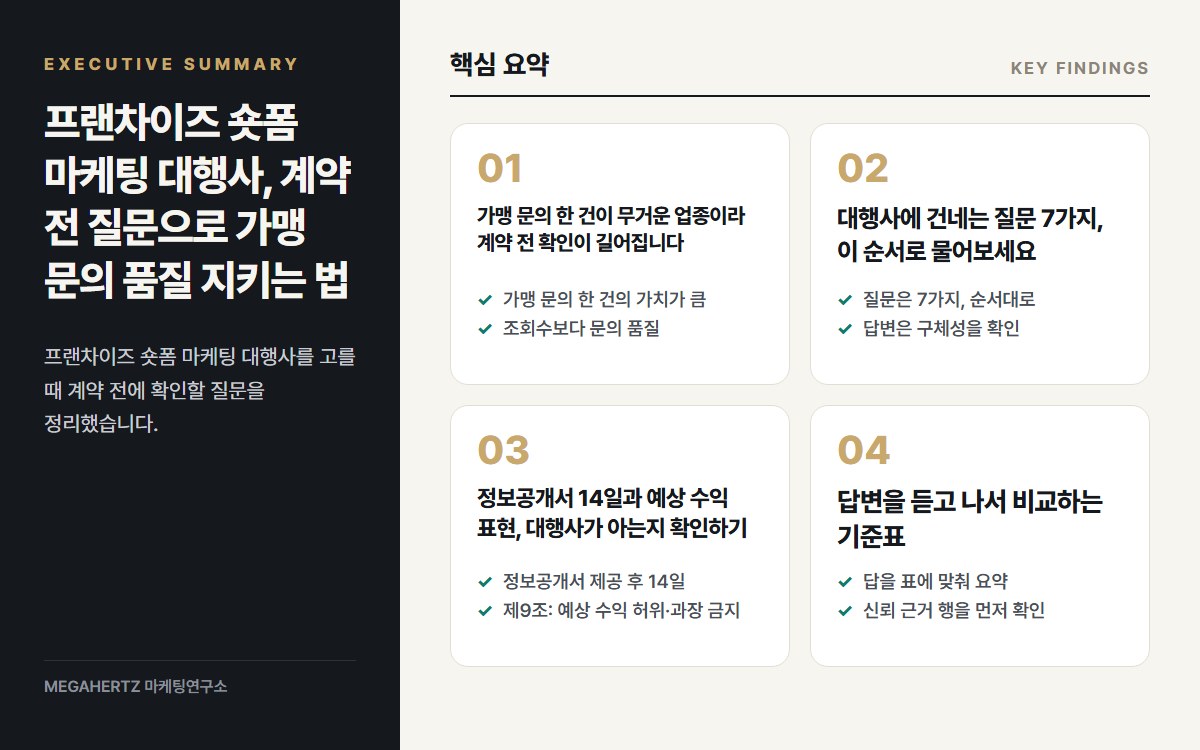 EXECUTIVE SUMMARY
프랜차이즈 숏폼
마케팅 대행사, 계약
전 질문으로 가맹
문의 품질 지키는 법
프랜차이즈 숏폼 마케팅 대행사를 고를
때 계약 전에 확인할 질문을
정리했습니다.
MEGAHERTZ 마케팅연구소
핵심 요약
KEY FINDINGS
01
가맹 문의 한 건이 무거운 업종이라
계약 전 확인이 길어집니다
가맹 문의 한 건의 가치가 큼
조회수보다 문의 품질
02
대행사에 건네는 질문 7가지,
이 순서로 물어보세요
질문은 7가지, 순서대로
답변은 구체성을 확인
03
정보공개서 14일과 예상 수익
표현, 대행사가 아는지 확인하기
정보공개서 제공 후 14일
제9조: 예상 수익 허위·과장 금지
04
답변을 듣고 나서 비교하는
기준표
답을 표에 맞춰 요약
신뢰 근거 행을 먼저 확인